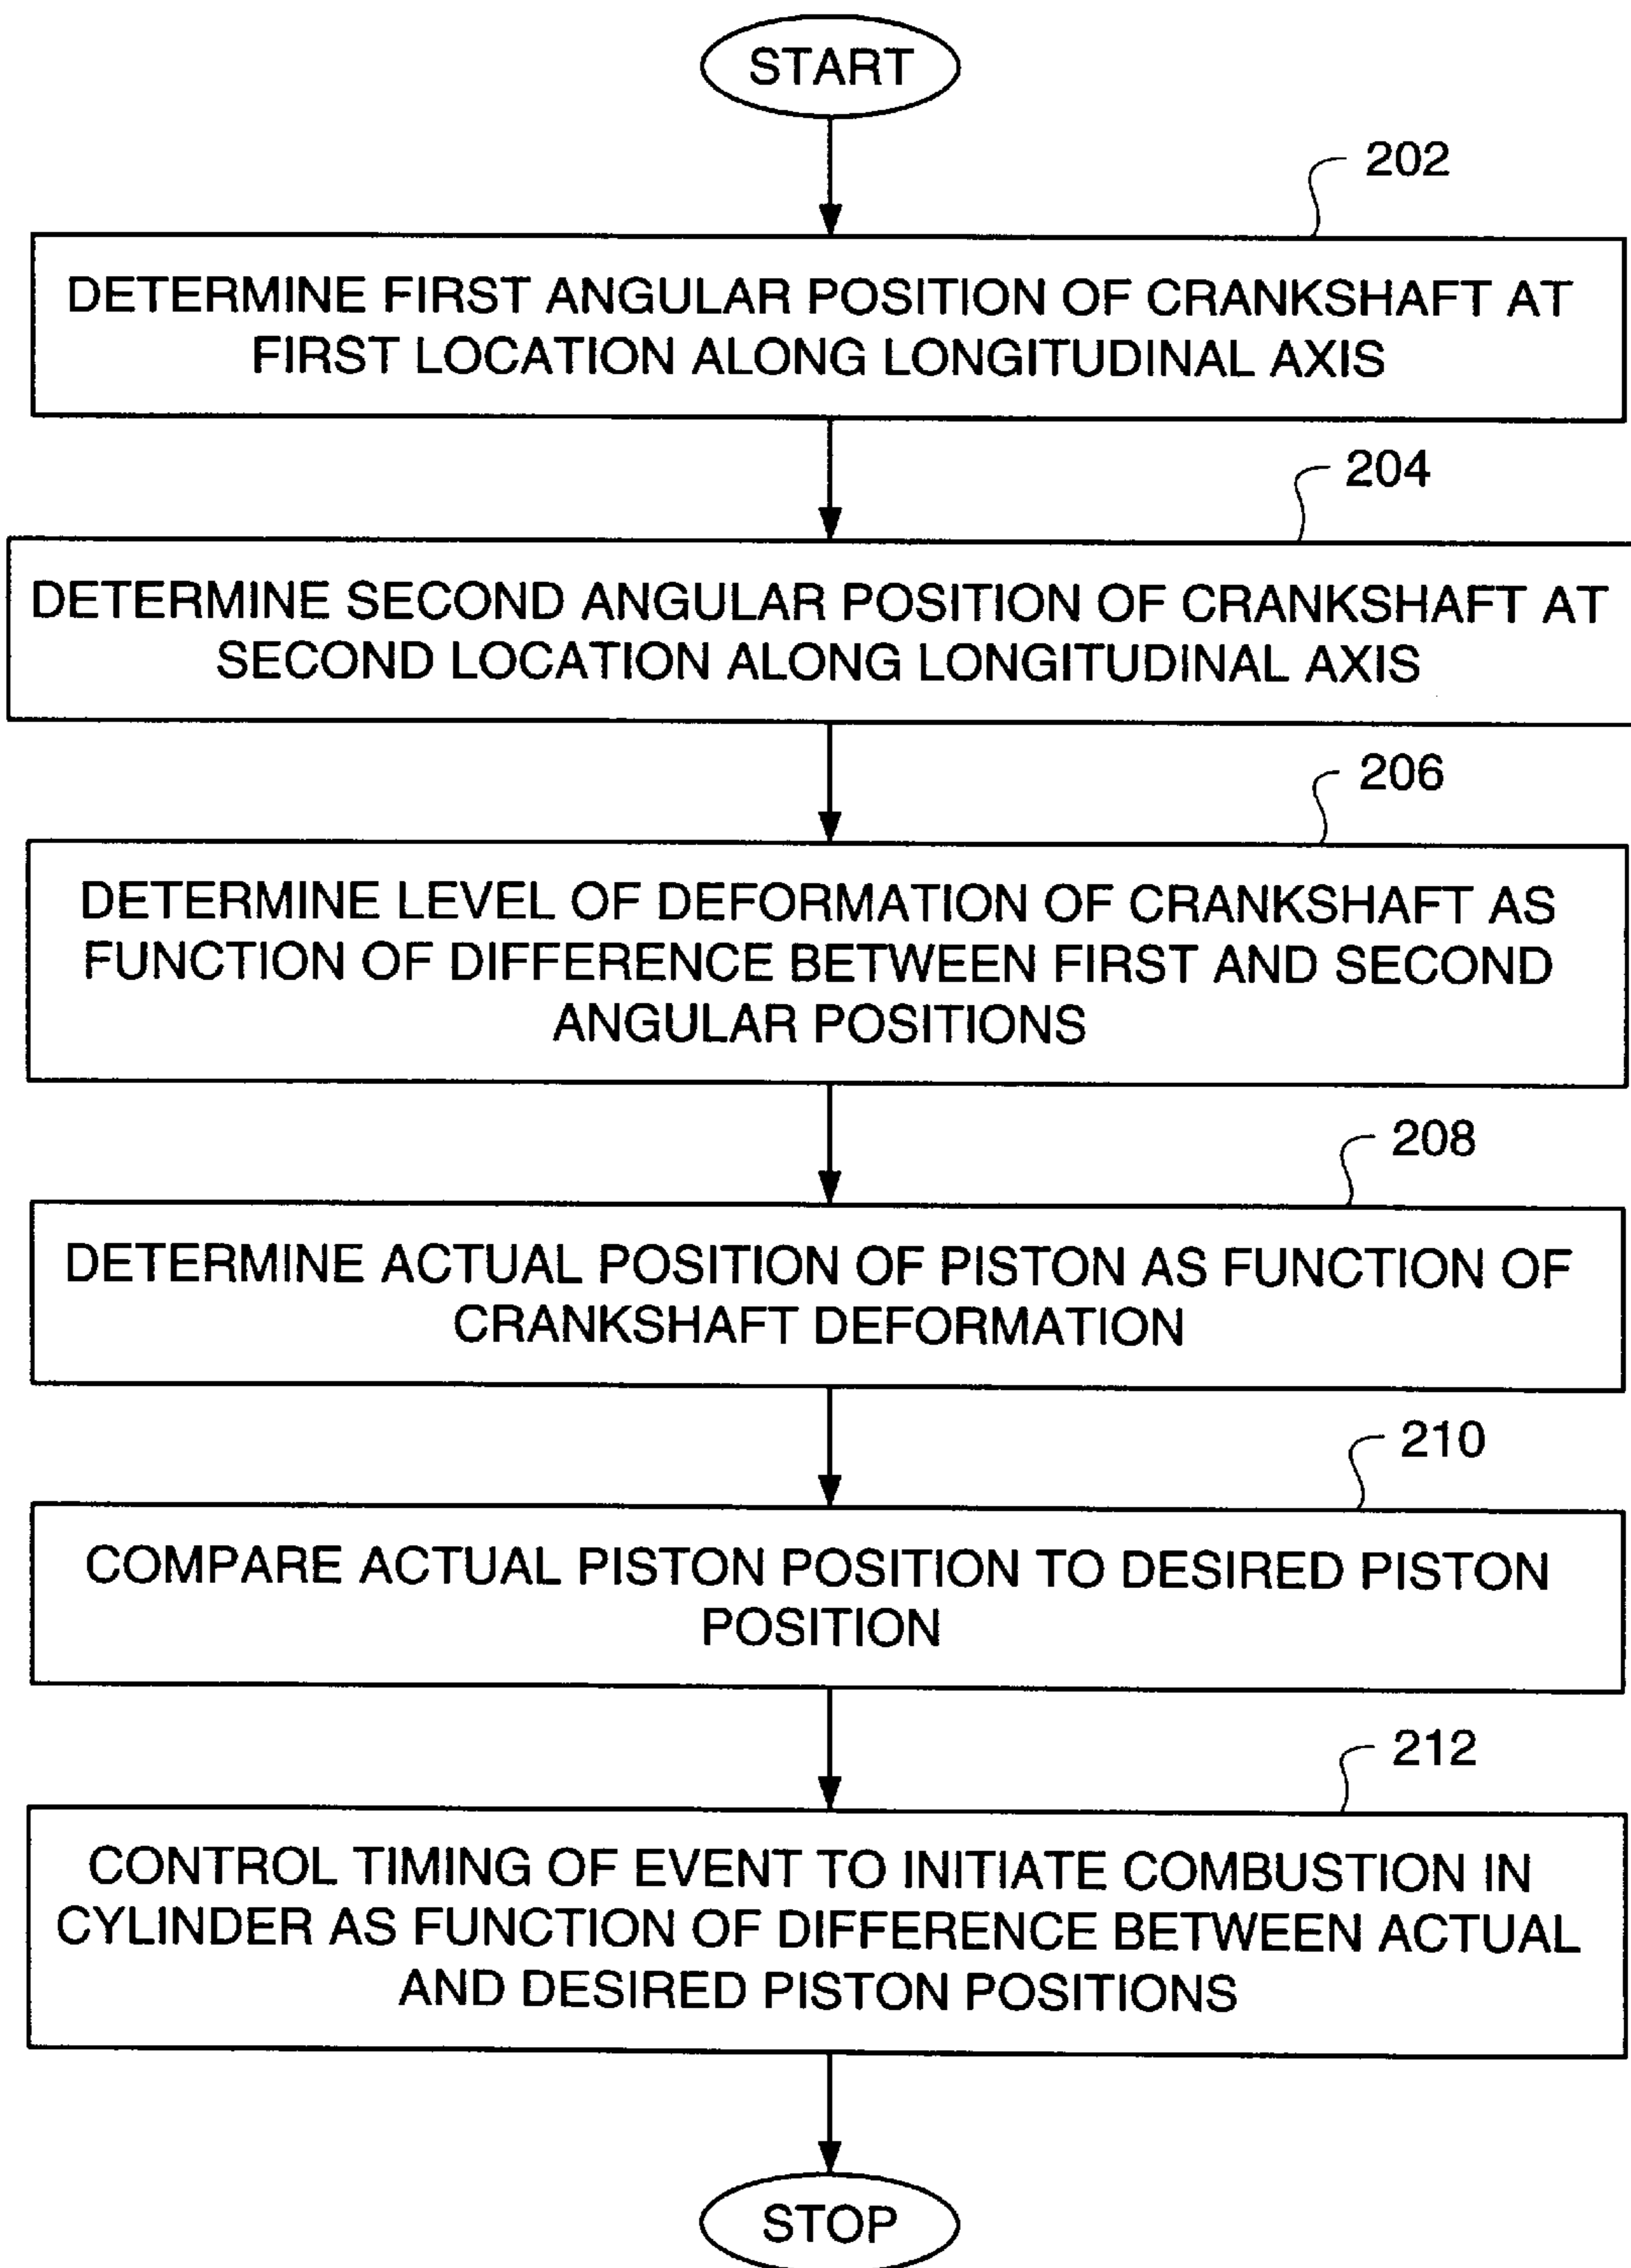 START
202
DETERMINE FIRST ANGULAR POSITION OF CRANKSHAFT AT
FIRST LOCATION ALONG LONGITUDINAL AXIS
204
DETERMINE SECOND ANGULAR POSITION OF CRANKSHAFT AT
SECOND LOCATION ALONG LONGITUDINAL AXIS
206
DETERMINE LEVEL OF DEFORMATION OF CRANKSHAFT AS
FUNCTION OF DIFFERENCE BETWEEN FIRST AND SECOND
ANGULAR POSITIONS
208
DETERMINE ACTUAL POSITION OF PISTON AS FUNCTION OF
CRANKSHAFT DEFORMATION
210
COMPARE ACTUAL PISTON POSITION TO DESIRED PISTON
POSITION
212
CONTROL TIMING OF EVENT TO INITIATE COMBUSTION IN
CYLINDER AS FUNCTION OF DIFFERENCE BETWEEN ACTUAL
AND DESIRED PISTON POSITIONS
STOP